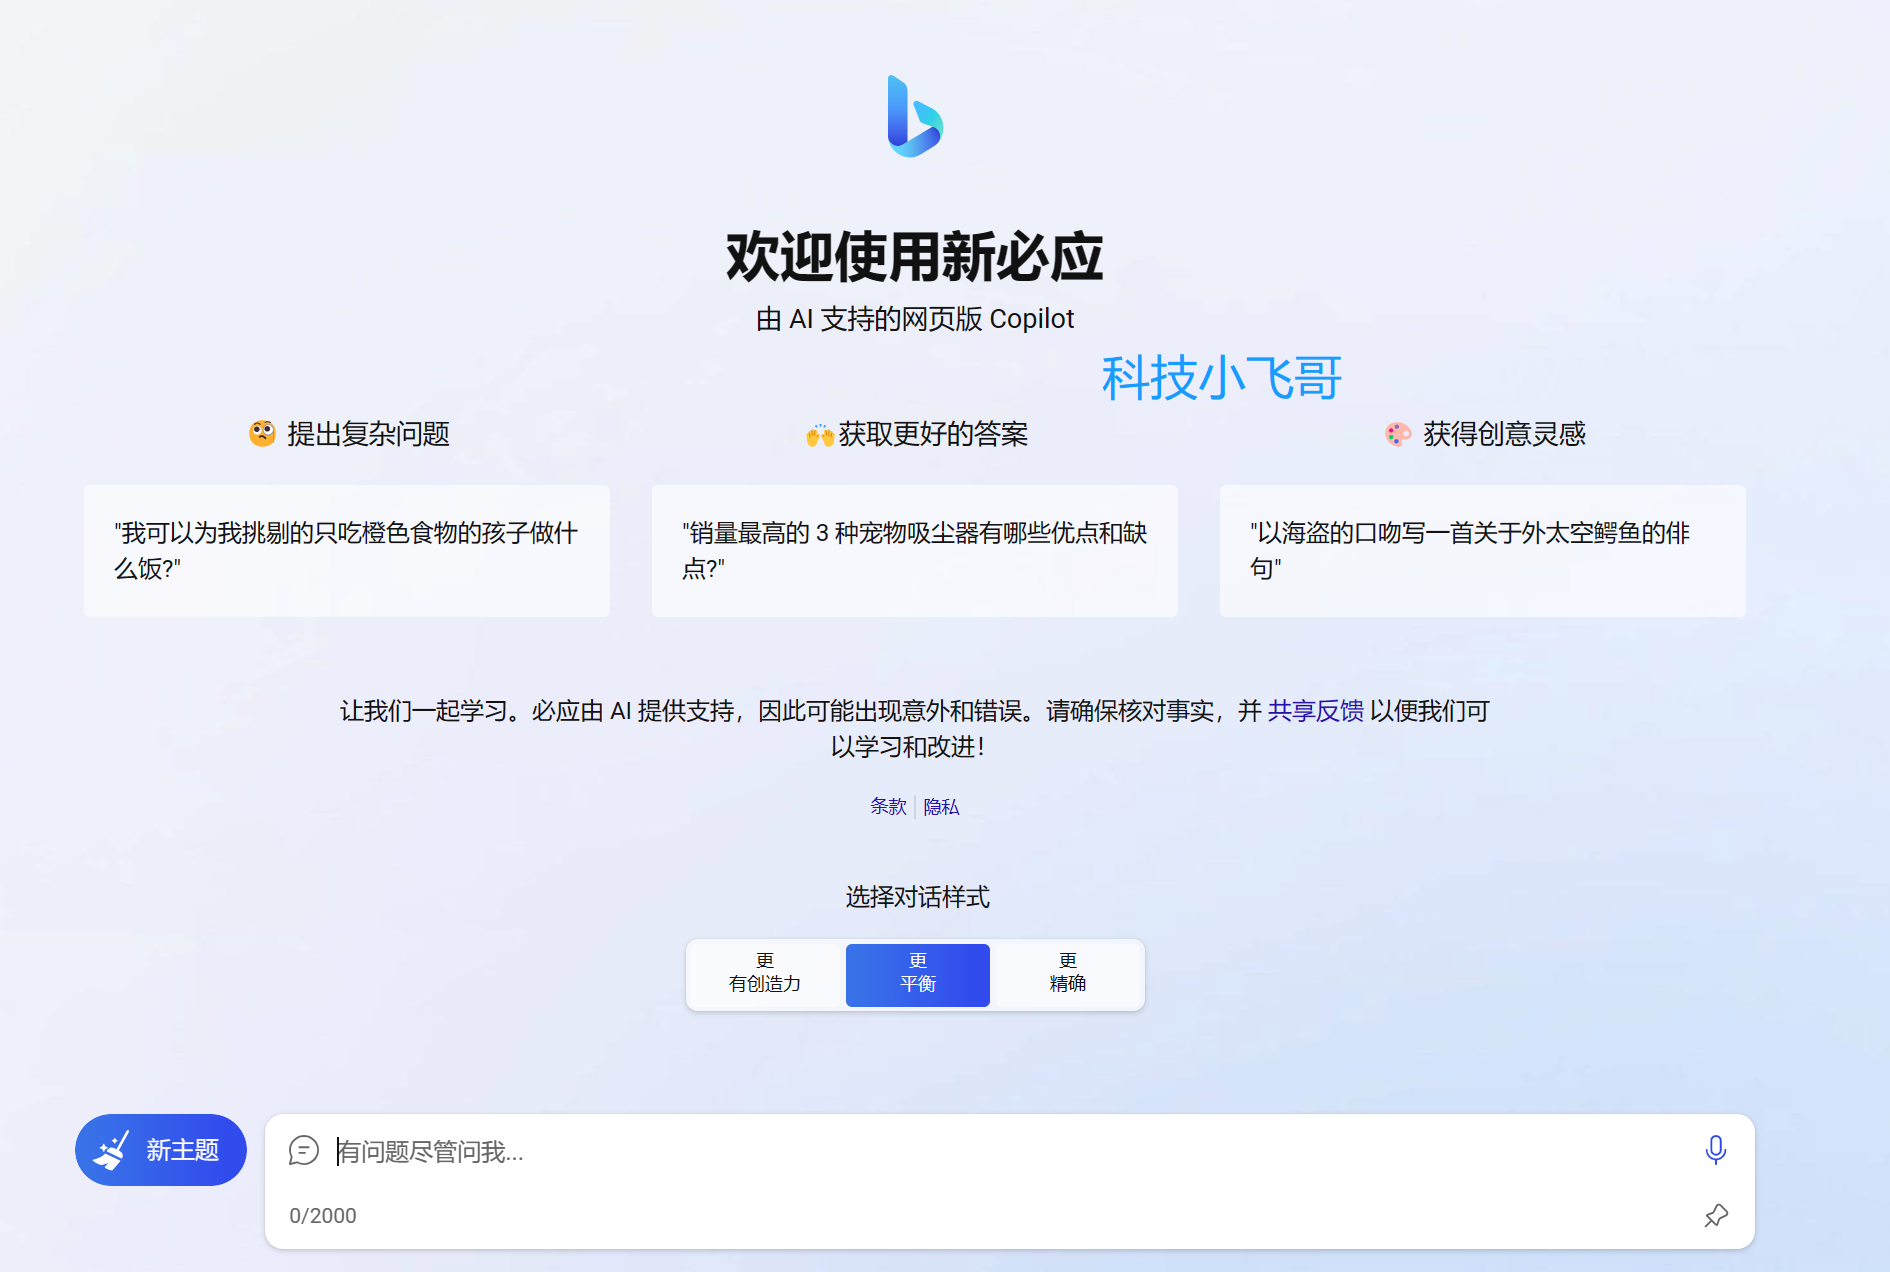 欢迎使用新必应
由 AI 支持的网页版 Copilot
科技小飞哥
提出复杂问题
获取更好的答案
获得创意灵感
"我可以为我挑剔的只吃橙色食物的孩子做什
么饭?"
"销量最高的 3 种宠物吸尘器有哪些优点和缺
点?"
"以海盗的口吻写一首关于外太空鳄鱼的俳
句"
让我们一起学习。必应由 AI 提供支持，因此可能出现意外和错误。请确保核对事实，并 共享反馈 以便我们可
以学习和改进！
条款 | 隐私
选择对话样式
更
有创造力
更
平衡
更
精确
新主题
有问题尽管问我...
0/2000